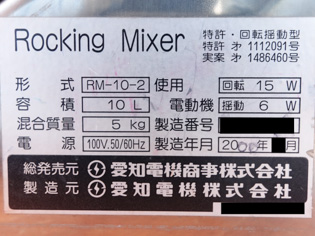 Rocking Mixer 特許・回転揺動型
特許 オ 1112091号
実案 オ 1486460号
形式 RM-10-2 使用 回転 15 W
容積 10 L 電動機 揺動 6 W
混合質量 5 kg 製造番号
電源 100V.50/60Hz 製造年月 20 年 月
総発売元 愛知電機商事株式会社
製造元 愛知電機株式会社